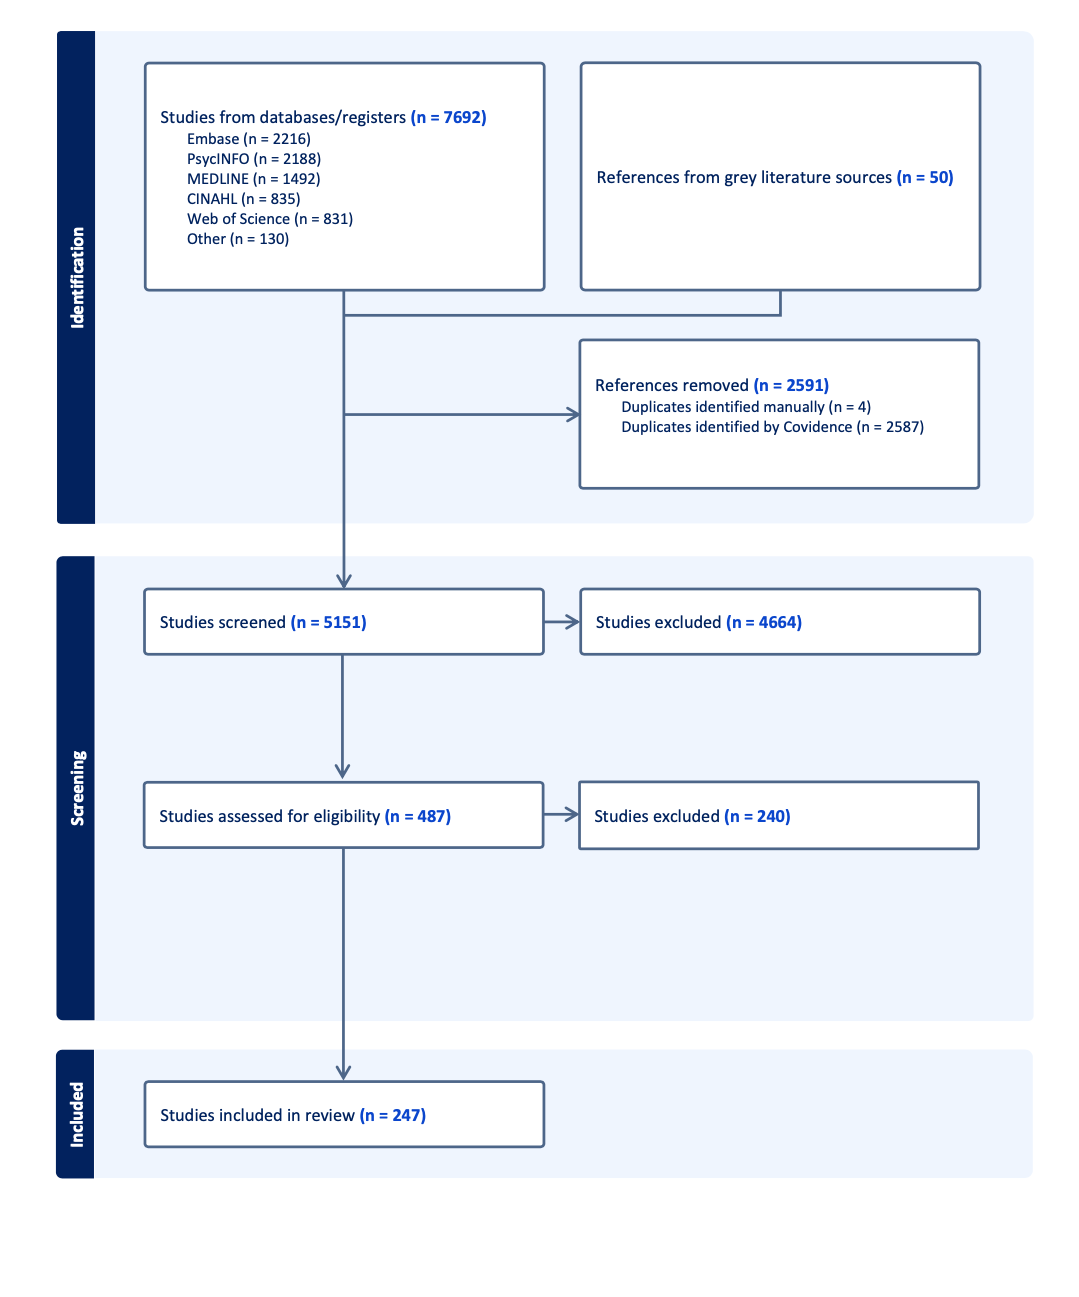 Identification
Studies from databases/registers (n = 7692)
Embase (n = 2216)
PsycINFO (n = 2188)
MEDLINE (n = 1492)
CINAHL (n = 835)
Web of Science (n = 831)
Other (n = 130)
References from grey literature sources (n = 50)
References removed (n = 2591)
Duplicates identified manually (n = 4)
Duplicates identified by Covidence (n = 2587)
Screening
Studies screened (n = 5151)
Studies excluded (n = 4664)
Studies assessed for eligibility (n = 487)
Studies excluded (n = 240)
Included
Studies included in review (n = 247)